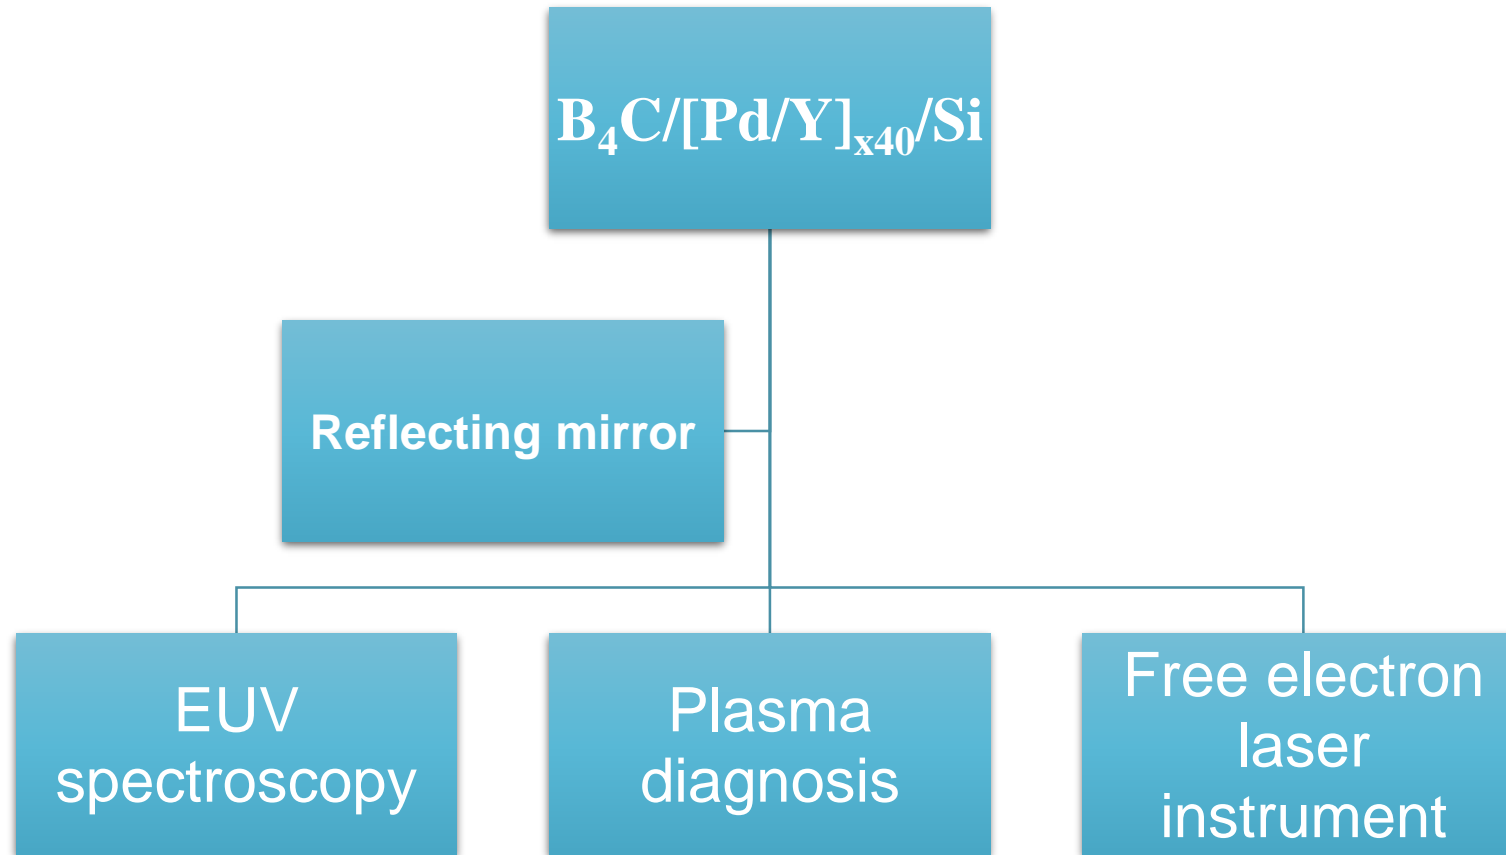 B₄C/[Pd/Y]ₓ₄₀/Si
Reflecting mirror
EUV
spectroscopy
Plasma
diagnosis
Free electron
laser
instrument